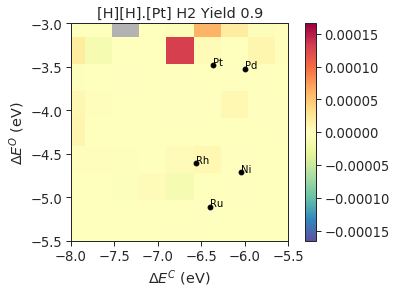 [H][H].[Pt] H2 Yield 0.9
−3.0
−3.5
−4.0
−4.5
−5.0
−5.5
ΔE^O (eV)
Pt
Pd
Rh
Ni
Ru
−8.0 −7.5 −7.0 −6.5 −6.0 −5.5
ΔE^C (eV)
0.00015
0.00010
0.00005
0.00000
−0.00005
−0.00010
−0.00015